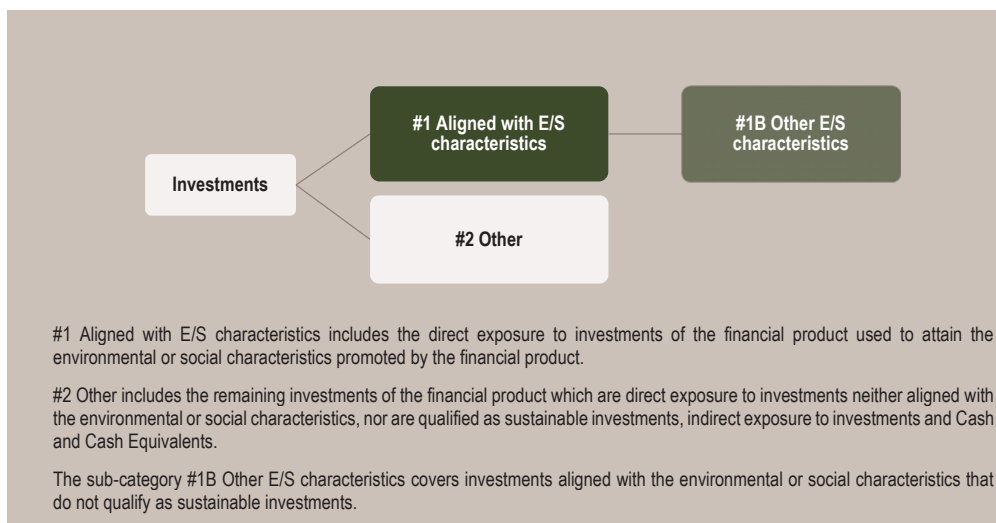 #1 Aligned with E/S
characteristics
#1B Other E/S
characteristics
Investments
#2 Other
#1 Aligned with E/S characteristics includes the direct exposure to investments of the financial product used to attain the
environmental or social characteristics promoted by the financial product.
#2 Other includes the remaining investments of the financial product which are direct exposure to investments neither aligned with
the environmental or social characteristics, nor are qualified as sustainable investments, indirect exposure to investments and Cash
and Cash Equivalents.
The sub-category #1B Other E/S characteristics covers investments aligned with the environmental or social characteristics that
do not qualify as sustainable investments.